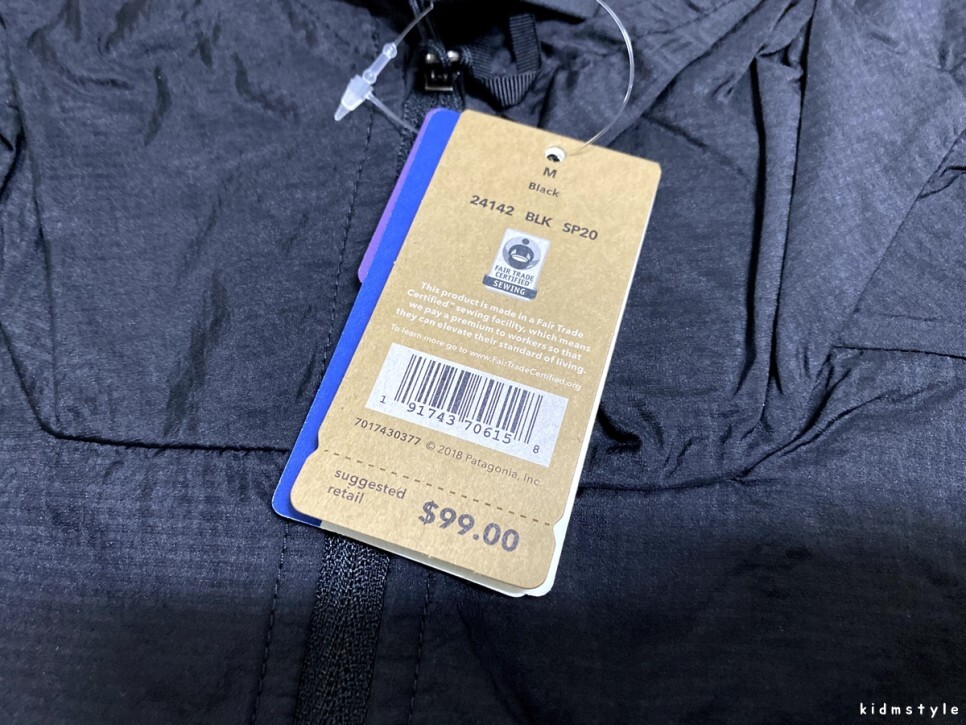 M
Black
24142 BLK SP20
FAIR TRADE
CERTIFIED
SEWING
This product is made in a Fair Trade
Certified™ sewing facility, which means
we pay a premium to workers so that
they can elevate their standard of living.
To learn more go to www.FairTradeCertified.org
1 91743 70615 8
7017430377 © 2018 Patagonia, Inc.
suggested
retail
$99.00
kidmstyle